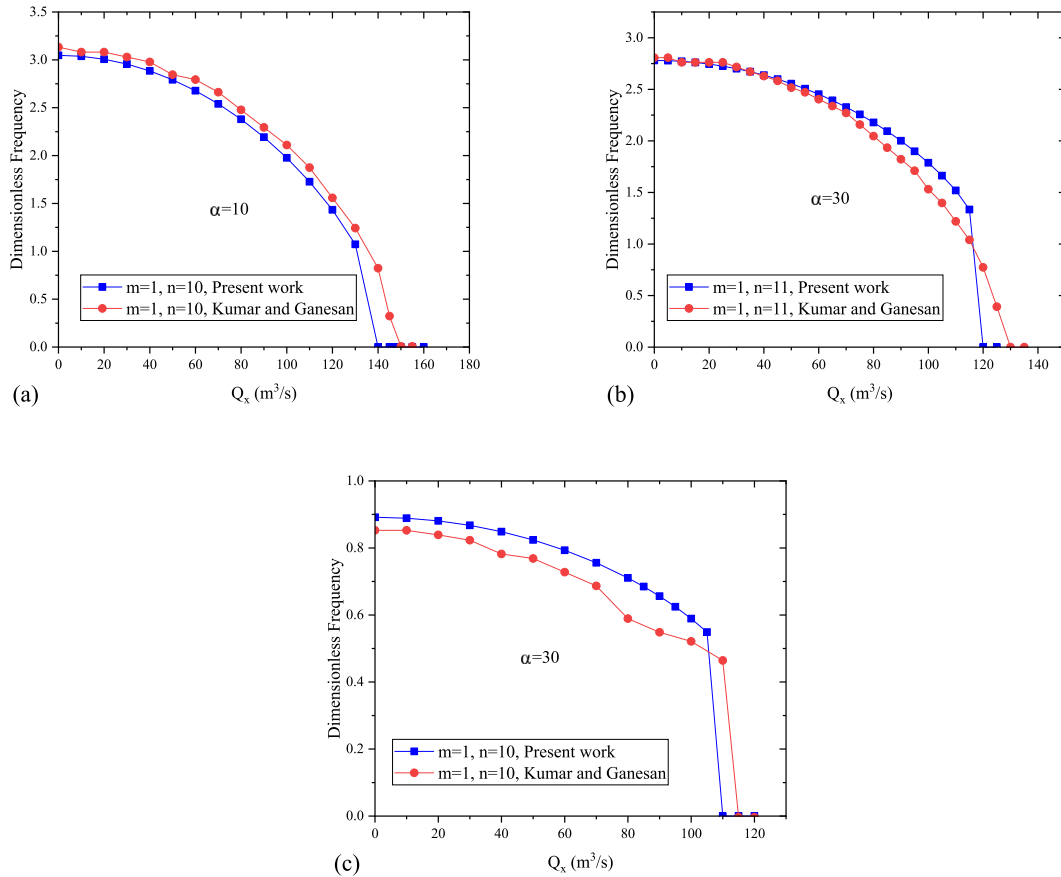 3.5
3.0
2.5
2.0
1.5
1.0
0.5
0.0
Dimensionless Frequency
α=10
m=1, n=10, Present work
m=1, n=10, Kumar and Ganesan
0 20 40 60 80 100 120 140 160 180
Qx (m³/s)
(a)
3.0
2.5
2.0
1.5
1.0
0.5
0.0
Dimensionless Frequency
α=30
m=1, n=11, Present work
m=1, n=11, Kumar and Ganesan
0 20 40 60 80 100 120 140
Qx (m³/s)
(b)
1.0
0.8
0.6
0.4
0.2
0.0
Dimensionless Frequency
α=30
m=1, n=10, Present work
m=1, n=10, Kumar and Ganesan
0 20 40 60 80 100 120
Qx (m³/s)
(c)